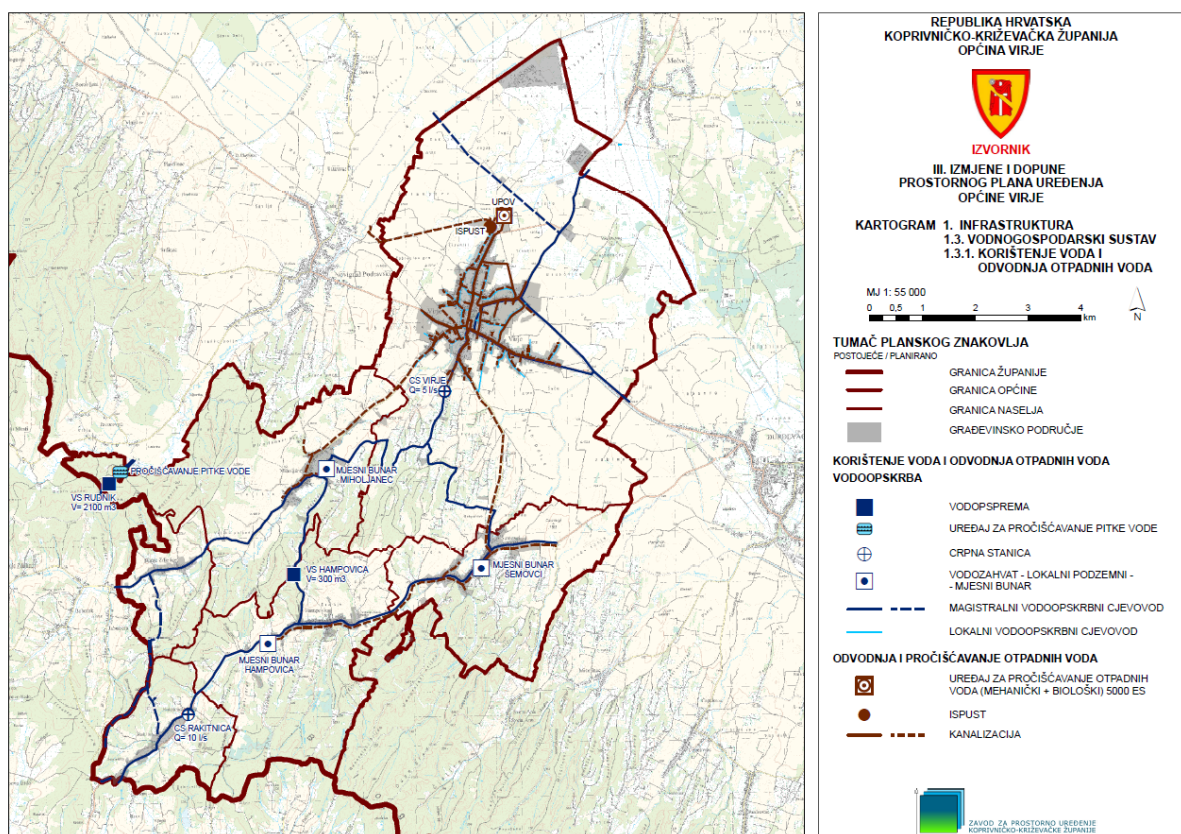 UPOV
ISPUST
Novigrad Podravski
Virje
CS VIRJE
Q= 5 l/s
PROČIŠĆAVANJE PITKE VODE
MJESNI BUNAR
MIHOLJANEC
VS RUDNIK
V= 2100 m3
VS HAMPOVICA
V= 300 m3
MJESNI BUNAR
ŠEMOVCI
MJESNI BUNAR
HAMPOVICA
CS RAKITNICA
Q= 10 l/s
REPUBLIKA HRVATSKA
KOPRIVNIČKO-KRIŽEVAČKA ŽUPANIJA
OPĆINA VIRJE
IZVORNIK
III. IZMJENE I DOPUNE
PROSTORNOG PLANA UREĐENJA
OPĆINE VIRJE
KARTOGRAM 1. INFRASTRUKTURA
1.3. VODNOGOSPODARSKI SUSTAV
1.3.1. KORIŠTENJE VODA I
ODVODNJA OTPADNIH VODA
MJ 1: 55 000
0 0,5 1 2 3 4
km
N
TUMAČ PLANSKOG ZNAKOVLJA
POSTOJEĆE / PLANIRANO
GRANICA ŽUPANIJE
GRANICA OPĆINE
GRANICA NASELJA
GRAĐEVINSKO PODRUČJE
KORIŠTENJE VODA I ODVODNJA OTPADNIH VODA
VODOOPSKRBA
VODOPSPREMA
UREĐAJ ZA PROČIŠĆAVANJE PITKE VODE
CRPNA STANICA
VODOZAHVAT - LOKALNI PODZEMNI -
- MJESNI BUNAR
MAGISTRALNI VODOOPSKRBNI CJEVOVOD
LOKALNI VODOOPSKRBNI CJEVOVOD
ODVODNJA I PROČIŠĆAVANJE OTPADNIH VODA
UREĐAJ ZA PROČIŠĆAVANJE OTPADNIH
VODA (MEHANIČKI + BIOLOŠKI) 5000 ES
ISPUST
KANALIZACIJA
ZAVOD ZA PROSTORNO UREĐENJE
KOPRIVNIČKO-KRIŽEVAČKE ŽUPANIJE